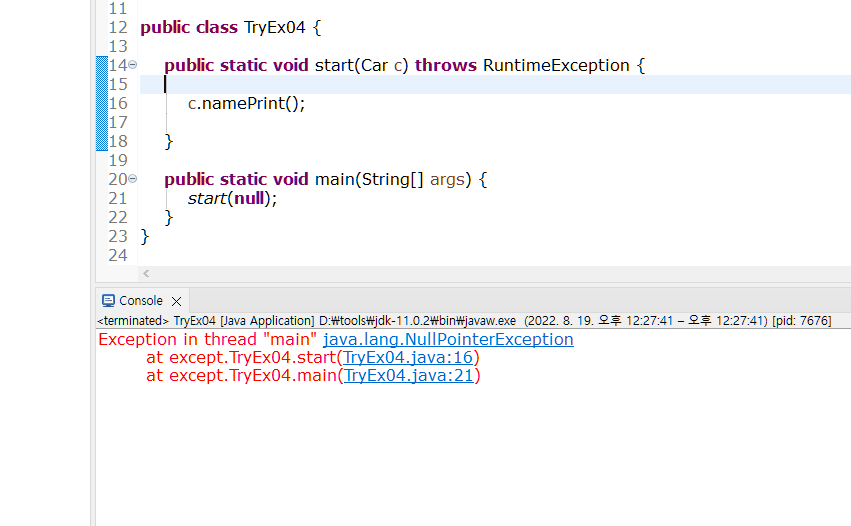 11
12 public class TryEx04 {
13
14 public static void start(Car c) throws RuntimeException {
15
16 c.namePrint();
17
18 }
19
20 public static void main(String[] args) {
21 start(null);
22 }
23 }
24
Console
<terminated> TryEx04 [Java Application] D:₩tools₩jdk-11.0.2₩bin₩javaw.exe (2022. 8. 19. 오후 12:27:41 – 오후 12:27:41) [pid: 7676]
Exception in thread "main" java.lang.NullPointerException
at except.TryEx04.start(TryEx04.java:16)
at except.TryEx04.main(TryEx04.java:21)